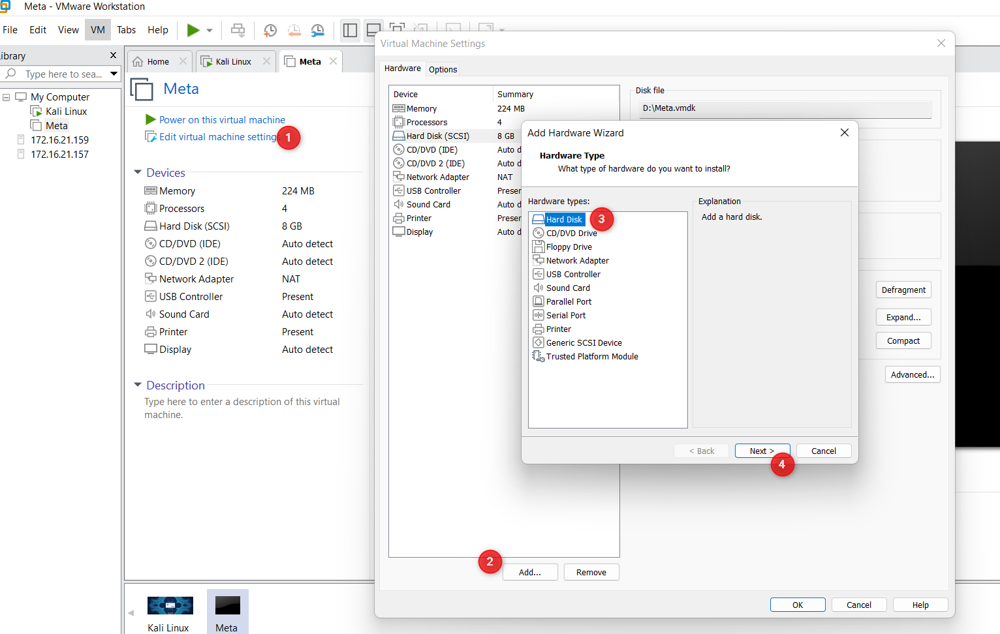 Meta - VMware Workstation
File Edit View VM Tabs Help
ibrary
Type here to sea...
My Computer
Kali Linux
Meta
172.16.21.159
172.16.21.157
Home
Kali Linux
Meta
Meta
Power on this virtual machine
Edit virtual machine settings
1
Devices
Memory 224 MB
Processors 4
Hard Disk (SCSI) 8 GB
CD/DVD (IDE) Auto detect
CD/DVD 2 (IDE) Auto detect
Network Adapter NAT
USB Controller Present
Sound Card Auto detect
Printer Present
Display Auto detect
Description
Type here to enter a description of this virtual
machine.
Kali Linux
Meta
Virtual Machine Settings
Hardware Options
Device Summary
Memory 224 MB
Processors 4
Hard Disk (SCSI) 8 GB
CD/DVD (IDE) Auto d
CD/DVD 2 (IDE) Auto d
Network Adapter NAT
USB Controller Presen
Sound Card Auto d
Printer Presen
Display Auto d
2
Add... Remove
Disk file
D:\Meta.vmdk
Defragment
Expand...
Compact
Advanced...
OK Cancel Help
Add Hardware Wizard
Hardware Type
What type of hardware do you want to install?
Hardware types:
Hard Disk
3
CD/DVD Drive
Floppy Drive
Network Adapter
USB Controller
Sound Card
Parallel Port
Serial Port
Printer
Generic SCSI Device
Trusted Platform Module
Explanation
Add a hard disk.
< Back Next > Cancel
4